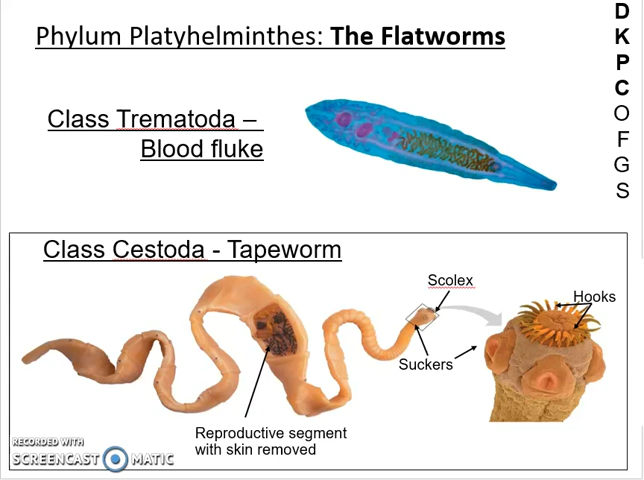 Phylum Platyhelminthes: The Flatworms
D
K
P
C
O
F
G
S
Class Trematoda –
Blood fluke
Class Cestoda - Tapeworm
Scolex
Hooks
Suckers
Reproductive segment
with skin removed
RECORDED WITH
SCREENCAST MATIC